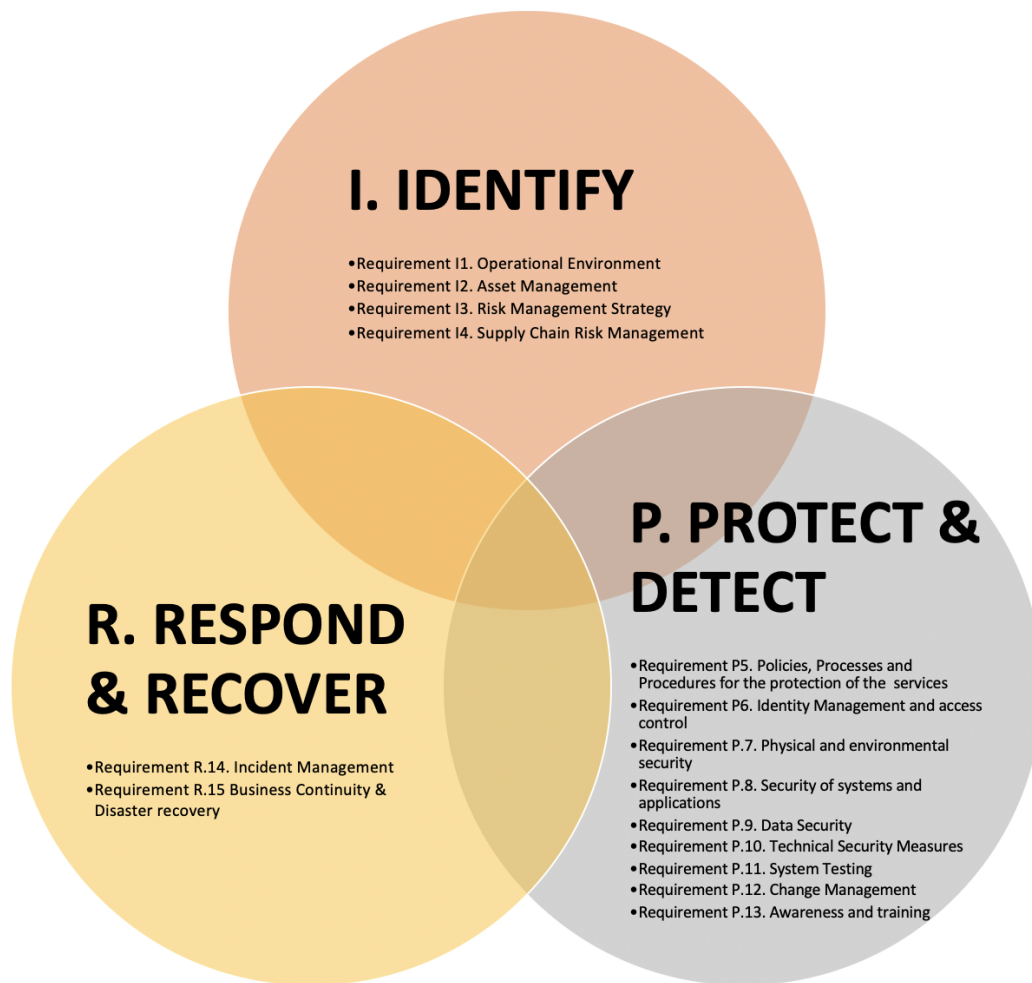 I. IDENTIFY
•Requirement I1. Operational Environment
•Requirement I2. Asset Management
•Requirement I3. Risk Management Strategy
•Requirement I4. Supply Chain Risk Management
P. PROTECT &
DETECT
•Requirement P5. Policies, Processes and
Procedures for the protection of the services
•Requirement P6. Identity Management and access
control
•Requirement P.7. Physical and environmental
security
•Requirement P.8. Security of systems and
applications
•Requirement P.9. Data Security
•Requirement P.10. Technical Security Measures
•Requirement P.11. System Testing
•Requirement P.12. Change Management
•Requirement P.13. Awareness and training
R. RESPOND
& RECOVER
•Requirement R.14. Incident Management
•Requirement R.15 Business Continuity &
Disaster recovery